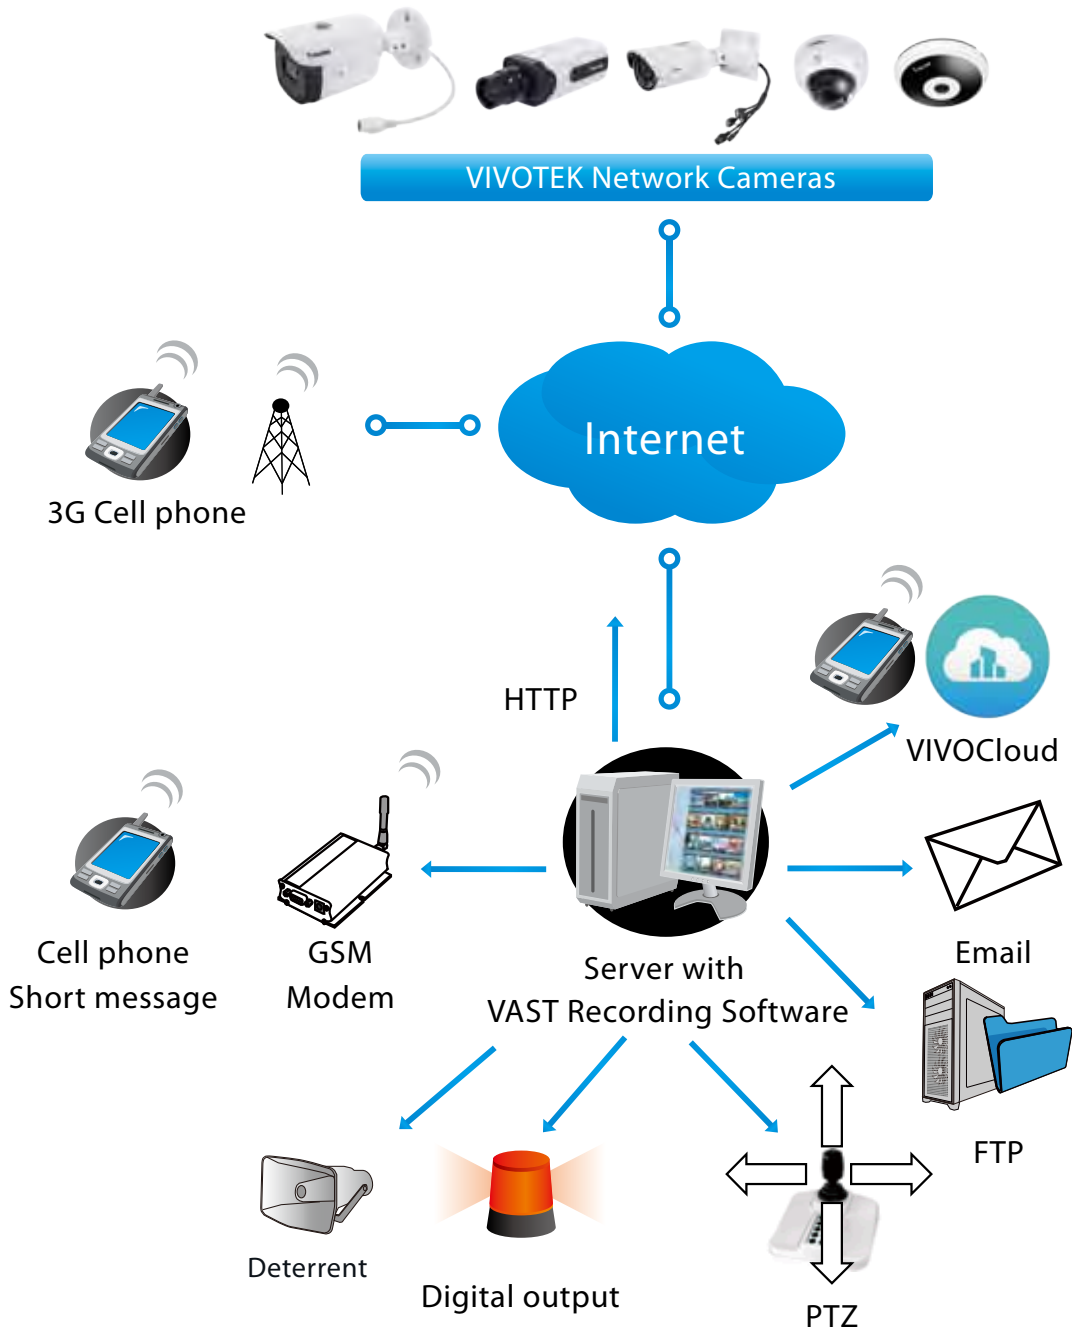 VIVOTEK Network Cameras
Internet
3G Cell phone
HTTP
VIVOCloud
Cell phone
Short message
GSM
Modem
Server with
VAST Recording Software
Email
FTP
Deterrent
Digital output
PTZ